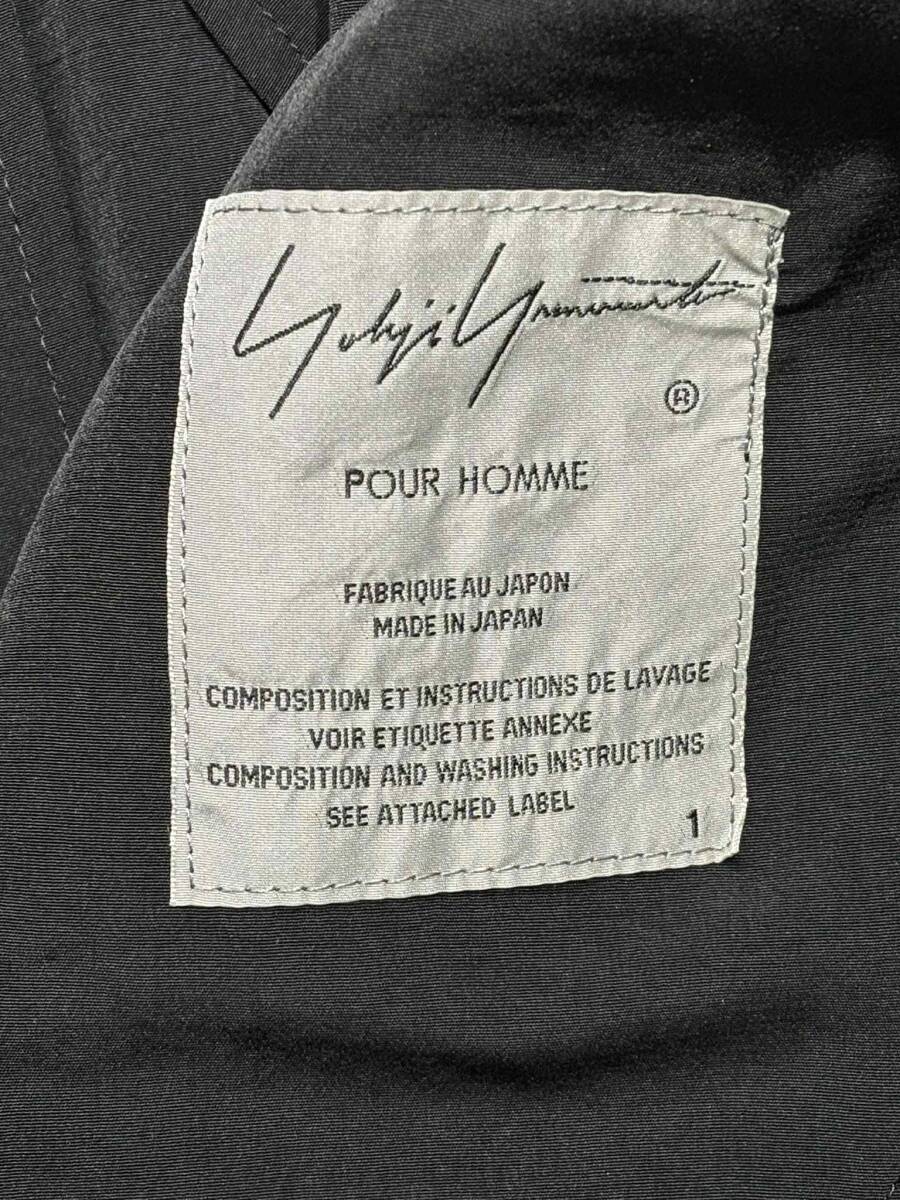 Yohji Yamamoto
®
POUR HOMME
FABRIQUE AU JAPON
MADE IN JAPAN
COMPOSITION ET INSTRUCTIONS DE LAVAGE
VOIR ETIQUETTE ANNEXE
COMPOSITION AND WASHING INSTRUCTIONS
SEE ATTACHED LABEL
1